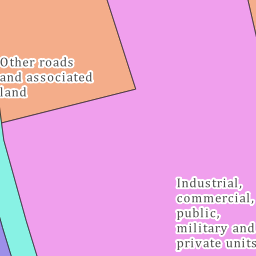 Other roads
and associated
land
Industrial,
commercial,
public,
military and
private units